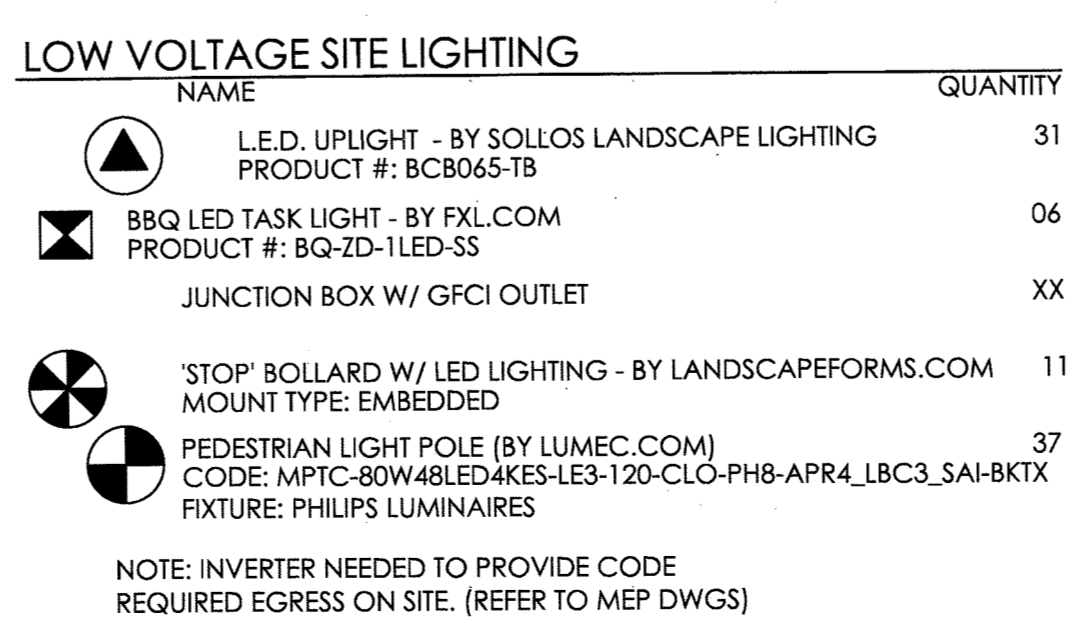 LOW VOLTAGE SITE LIGHTING
NAME QUANTITY
L.E.D. UPLIGHT - BY SOLLOS LANDSCAPE LIGHTING 31
PRODUCT #: BCB065-TB
BBQ LED TASK LIGHT - BY FXL.COM 06
PRODUCT #: BQ-ZD-1LED-SS
JUNCTION BOX W/ GFCI OUTLET XX
'STOP' BOLLARD W/ LED LIGHTING - BY LANDSCAPEFORMS.COM 11
MOUNT TYPE: EMBEDDED
PEDESTRIAN LIGHT POLE (BY LUMEC.COM) 37
CODE: MPTC-80W48LED4KES-LE3-120-CLO-PH8-APR4_LBC3_SAI-BKTX
FIXTURE: PHILIPS LUMINAIRES
NOTE: INVERTER NEEDED TO PROVIDE CODE
REQUIRED EGRESS ON SITE. (REFER TO MEP DWGS)